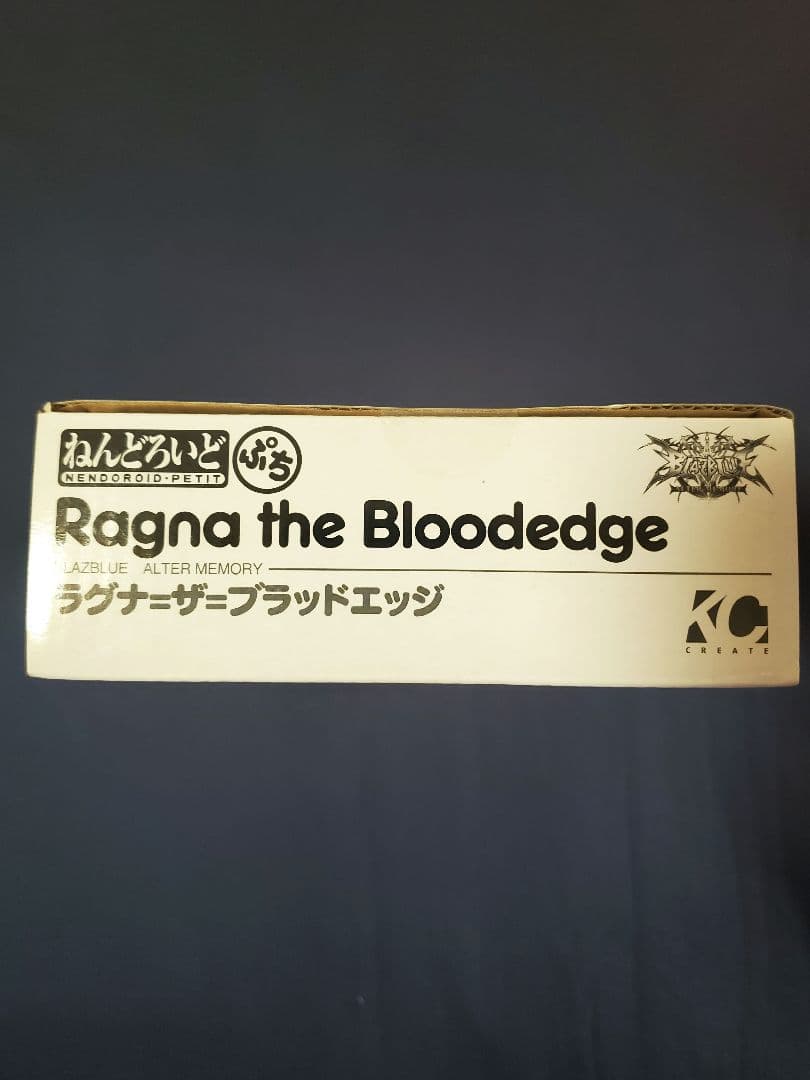 ねんどろいど ぷち
NENDOROID・PETIT
BLAZBLUE
Ragna the Bloodedge
LAZBLUE ALTER MEMORY
ラグナ=ザ=ブラッドエッジ
KC
CREATE